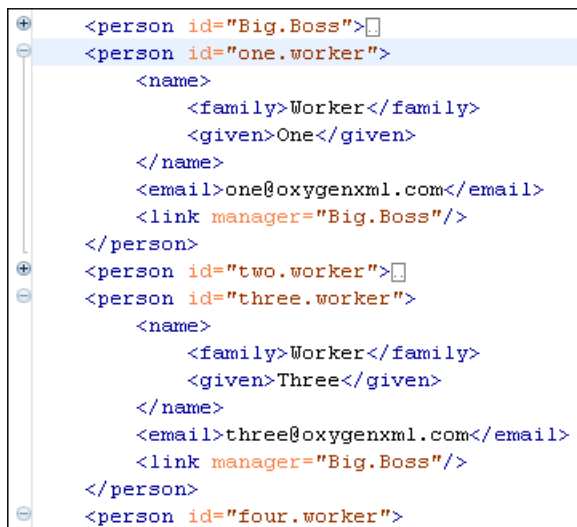 <person id="Big.Boss">..
<person id="one.worker">
<name>
<family>Worker</family>
<given>One</given>
</name>
<email>one@oxygenxml.com</email>
<link manager="Big.Boss"/>
</person>
<person id="two.worker">..
<person id="three.worker">
<name>
<family>Worker</family>
<given>Three</given>
</name>
<email>three@oxygenxml.com</email>
<link manager="Big.Boss"/>
</person>
<person id="four.worker">